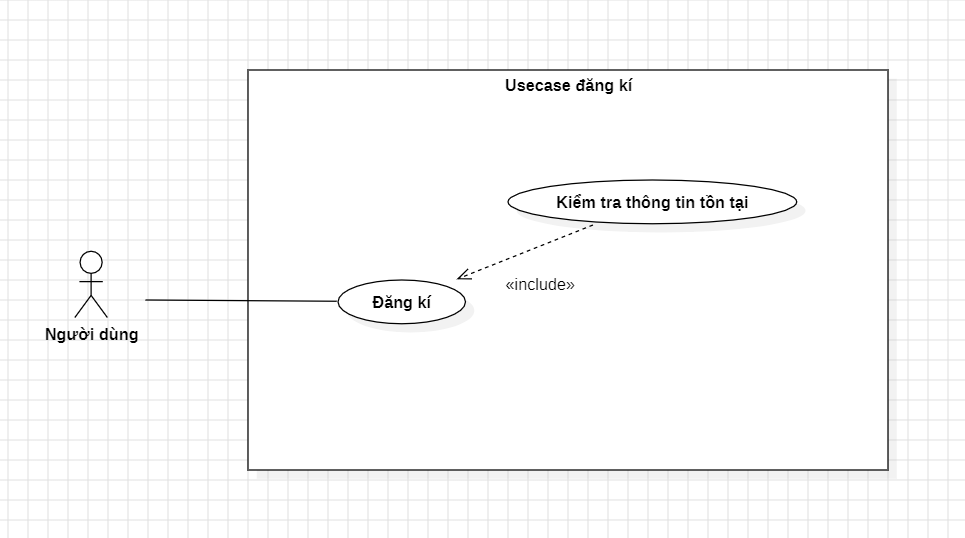 Usecase đăng kí
Kiểm tra thông tin tồn tại
«include»
Đăng kí
Người dùng